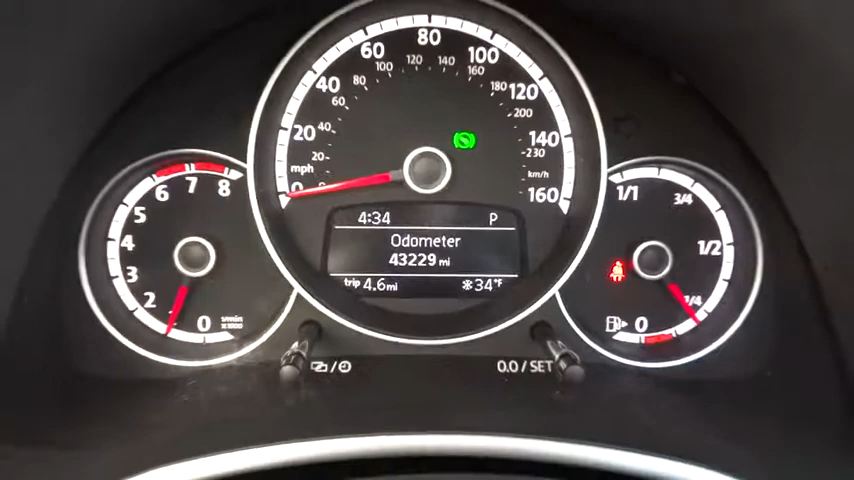 60 80 100
40 120
20 140
mph 160
0
20 40 60 80 100 120 140 160 180 200 230
km/h
4:34 P
Odometer
43229 mi
trip 4.6 mi ❄34°F
0 2 3 4 5 6 7 8
1/min
x1000
1/1
3/4
1/2
1/4
0
0.0 / SET